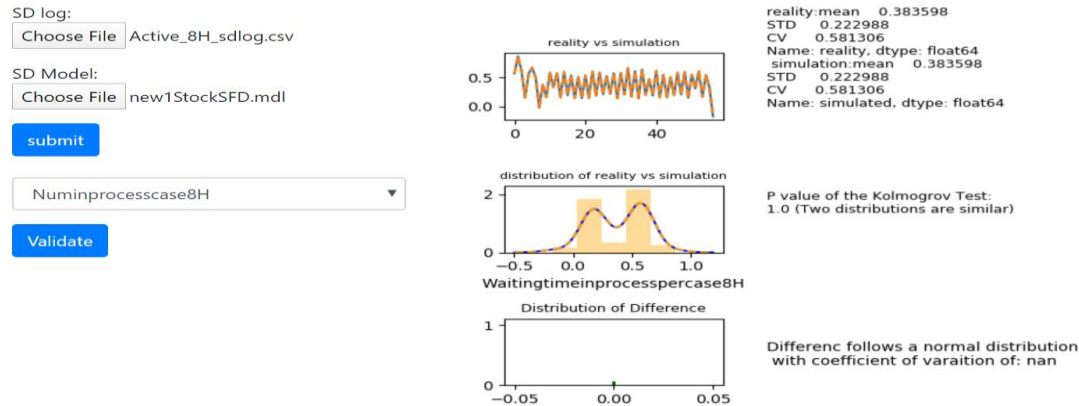 SD log:
Choose File Active_8H_sdlog.csv
SD Model:
Choose File new1StockSFD.mdl
submit
Numinprocesscase8H
Validate
reality vs simulation
0.5
0.0
0 20 40
reality:mean 0.383598
STD 0.222988
CV 0.581306
Name: reality, dtype: float64
simulation:mean 0.383598
STD 0.222988
CV 0.581306
Name: simulated, dtype: float64
distribution of reality vs simulation
2
0
−0.5 0.0 0.5 1.0
Waitingtimeinprocesspercase8H
P value of the Kolmogrov Test:
1.0 (Two distributions are similar)
Distribution of Difference
1
0
−0.05 0.00 0.05
Differenc follows a normal distribution
with coefficient of varaition of: nan